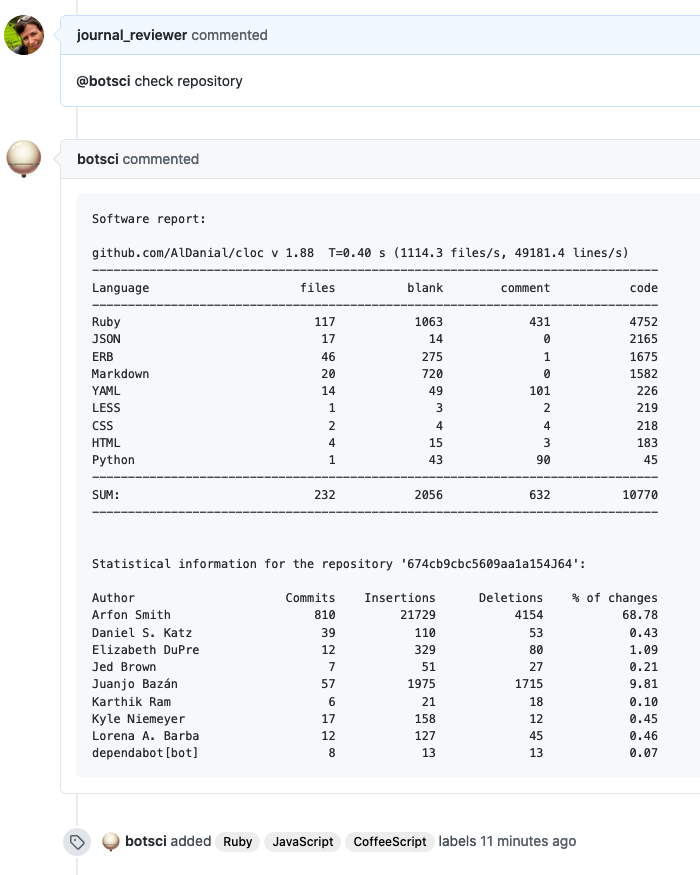 journal_reviewer commented
@botsci check repository
botsci commented
Software report:
github.com/AlDanial/cloc v 1.88  T=0.40 s (1114.3 files/s, 49181.4 lines/s)
-------------------------------------------------------------------------------
Language files blank comment code
-------------------------------------------------------------------------------
Ruby 117 1063 431 4752
JSON 17 14 0 2165
ERB 46 275 1 1675
Markdown 20 720 0 1582
YAML 14 49 101 226
LESS 1 3 2 219
CSS 2 4 4 218
HTML 4 15 3 183
Python 1 43 90 45
-------------------------------------------------------------------------------
SUM: 232 2056 632 10770
-------------------------------------------------------------------------------
Statistical information for the repository '674cb9cbc5609aa1a154J64':
Author Commits Insertions Deletions % of changes
Arfon Smith 810 21729 4154 68.78
Daniel S. Katz 39 110 53 0.43
Elizabeth DuPre 12 329 80 1.09
Jed Brown 7 51 27 0.21
Juanjo Bazán 57 1975 1715 9.81
Karthik Ram 6 21 18 0.10
Kyle Niemeyer 17 158 12 0.45
Lorena A. Barba 12 127 45 0.46
dependabot[bot] 8 13 13 0.07
botsci added Ruby JavaScript CoffeeScript labels 11 minutes ago